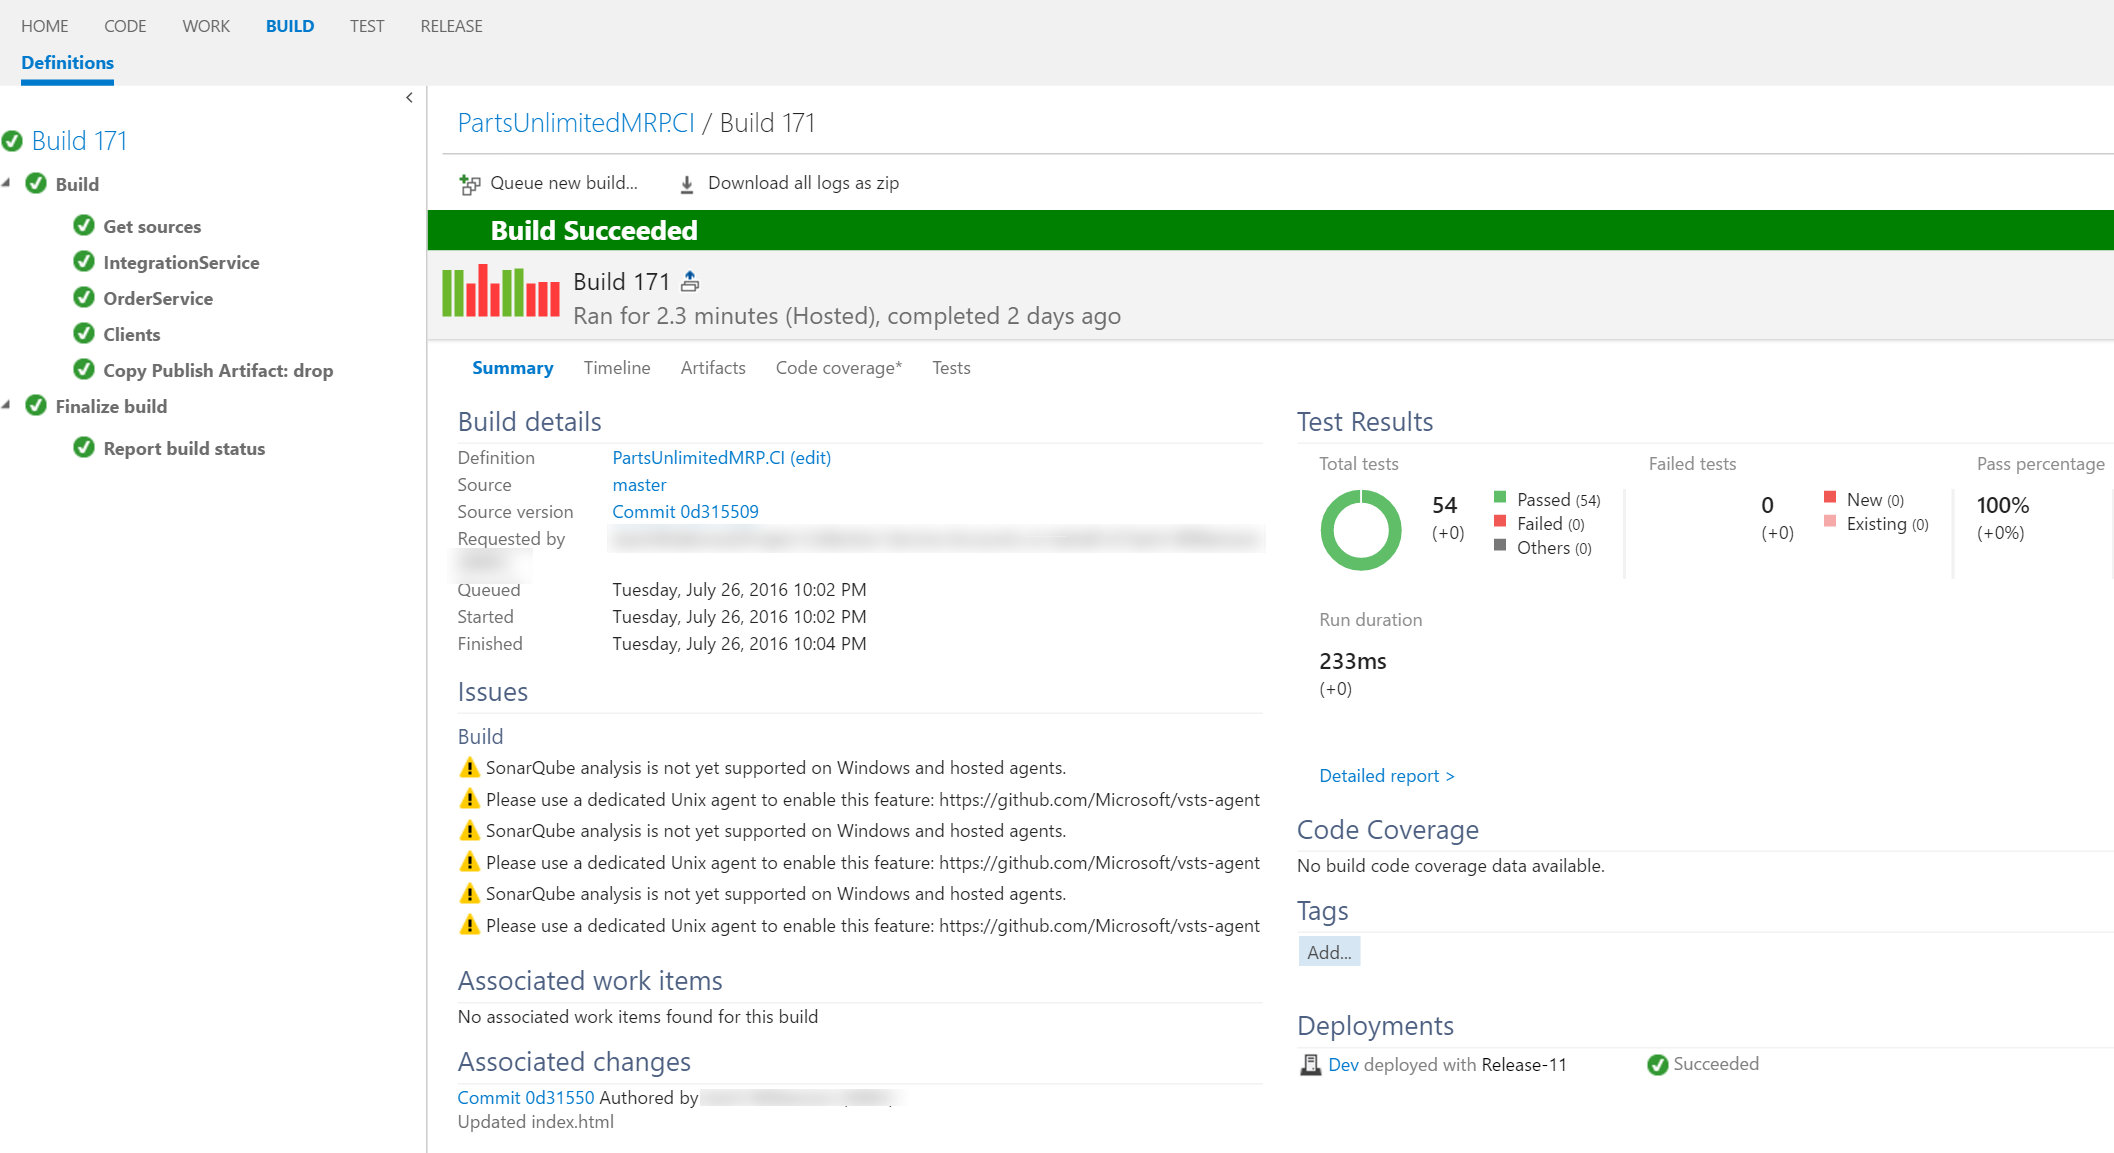 HOME CODE WORK BUILD TEST RELEASE
Definitions
Build 171
Build
Get sources
IntegrationService
OrderService
Clients
Copy Publish Artifact: drop
Finalize build
Report build status
PartsUnlimitedMRP.CI / Build 171
Queue new build... Download all logs as zip
Build Succeeded
Build 171
Ran for 2.3 minutes (Hosted), completed 2 days ago
Summary Timeline Artifacts Code coverage* Tests
Build details
Definition PartsUnlimitedMRP.CI (edit)
Source master
Source version Commit 0d315509
Requested by
Queued Tuesday, July 26, 2016 10:02 PM
Started Tuesday, July 26, 2016 10:02 PM
Finished Tuesday, July 26, 2016 10:04 PM
Issues
Build
SonarQube analysis is not yet supported on Windows and hosted agents.
Please use a dedicated Unix agent to enable this feature: https://github.com/Microsoft/vsts-agent
SonarQube analysis is not yet supported on Windows and hosted agents.
Please use a dedicated Unix agent to enable this feature: https://github.com/Microsoft/vsts-agent
SonarQube analysis is not yet supported on Windows and hosted agents.
Please use a dedicated Unix agent to enable this feature: https://github.com/Microsoft/vsts-agent
Associated work items
No associated work items found for this build
Associated changes
Commit 0d31550 Authored by
Updated index.html
Test Results
Total tests Failed tests Pass percentage
54 Passed (54) 0 New (0) 100%
(+0) Failed (0) (+0) Existing (0) (+0%)
Others (0)
Run duration
233ms
(+0)
Detailed report >
Code Coverage
No build code coverage data available.
Tags
Add...
Deployments
Dev deployed with Release-11 Succeeded